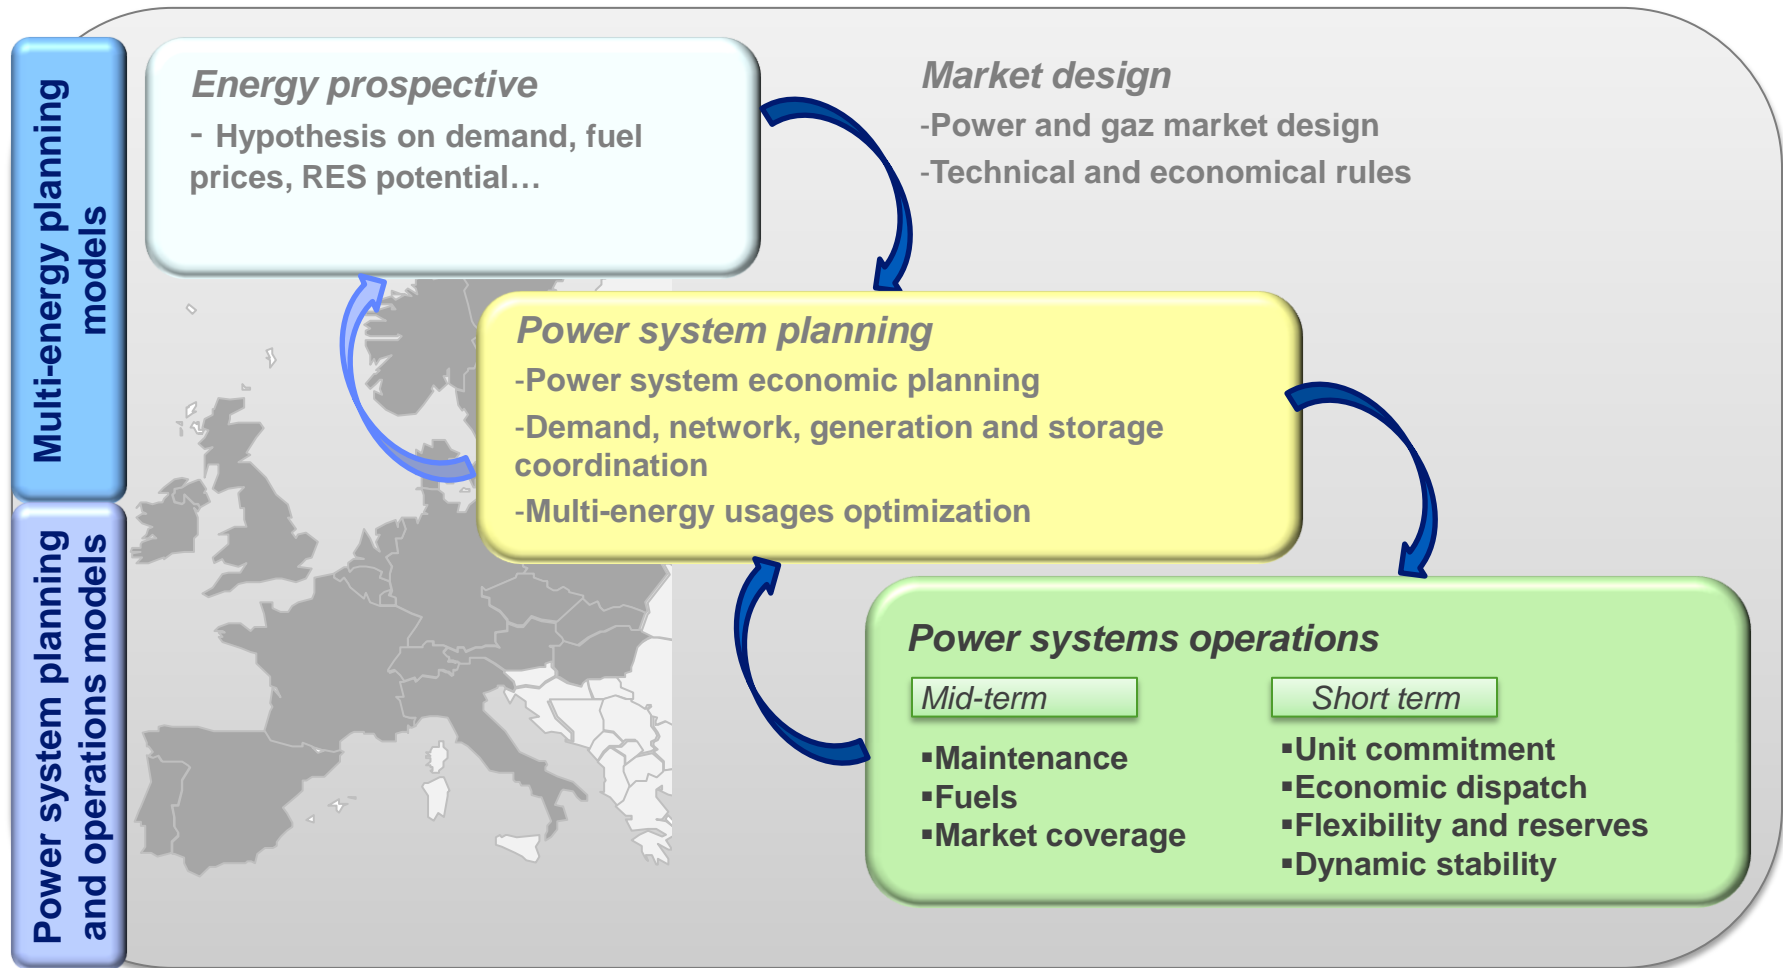 Multi-energy planning
models
Power system planning
and operations models
Energy prospective
- Hypothesis on demand, fuel
prices, RES potential…
Market design
-Power and gaz market design
-Technical and economical rules
Power system planning
-Power system economic planning
-Demand, network, generation and storage
coordination
-Multi-energy usages optimization
Power systems operations
Mid-term
▪Maintenance
▪Fuels
▪Market coverage
Short term
▪Unit commitment
▪Economic dispatch
▪Flexibility and reserves
▪Dynamic stability